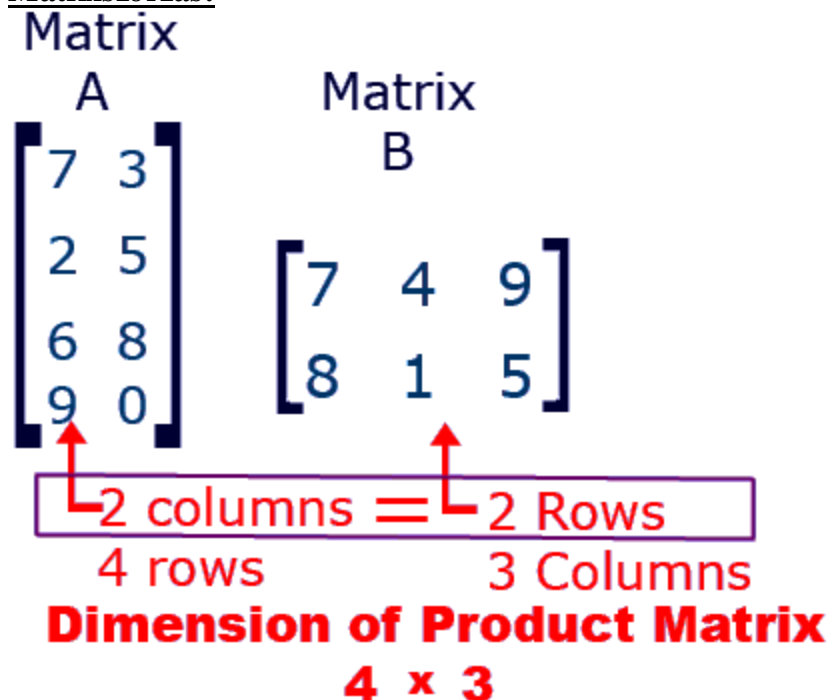 Matrix
A
7 3
2 5
6 8
9 0
Matrix
B
7 4 9
8 1 5
2 columns = 2 Rows
4 rows 3 Columns
Dimension of Product Matrix
4 x 3